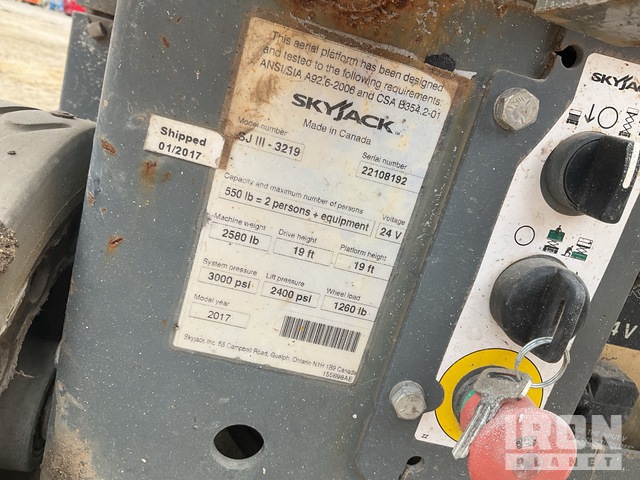 This aerial platform has been designed
and tested to the following requirements:
ANSI/SIA A92.6-2006 and CSA B354.2-01
SKYJACK™
Made in Canada
Shipped
01/2017
Model number
SJ III - 3219
Serial number
22108192
Capacity and maximum number of persons
550 lb = 2 persons + equipment
Voltage
24 V
Machine weight
2580 lb
Drive height
19 ft
Platform height
19 ft
System pressure
3000 psi
Lift pressure
2400 psi
Wheel load
1260 lb
Model year
2017
Skyjack Inc. 55 Campbell Road, Guelph, Ontario N1H 1B9 Canada
155698AE
SKYJACK
4V
IRON
PLANET